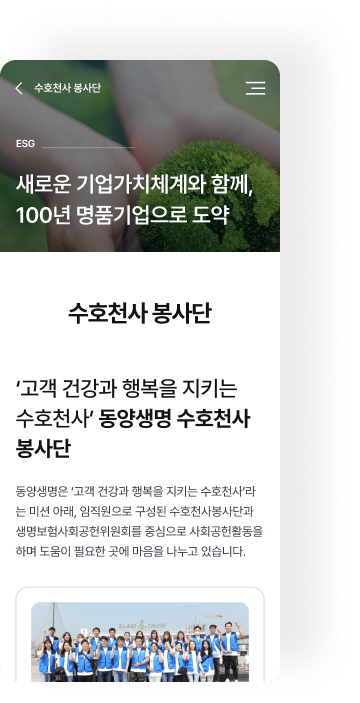 수호천사 봉사단
ESG
새로운 기업가치체계와 함께,
100년 명품기업으로 도약
수호천사 봉사단
‘고객 건강과 행복을 지키는
수호천사’ 동양생명 수호천사
봉사단
동양생명은 ‘고객 건강과 행복을 지키는 수호천사’라
는 미션 아래, 임직원으로 구성된 수호천사봉사단과
생명보험사회공헌위원회를 중심으로 사회공헌활동을
하며 도움이 필요한 곳에 마음을 나누고 있습니다.
ELAND CRUISE